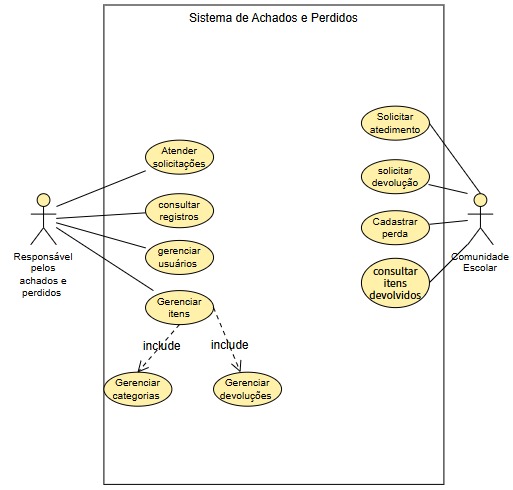 Sistema de Achados e Perdidos
Solicitar
atedimento
Atender
solicitações
solicitar
devolução
consultar
registros
Cadastrar
perda
Responsável
pelos
achados e
perdidos
gerenciar
usuários
Comunidade
Escolar
consultar
itens
devolvidos
Gerenciar
itens
include
include
Gerenciar
categorias
Gerenciar
devoluções